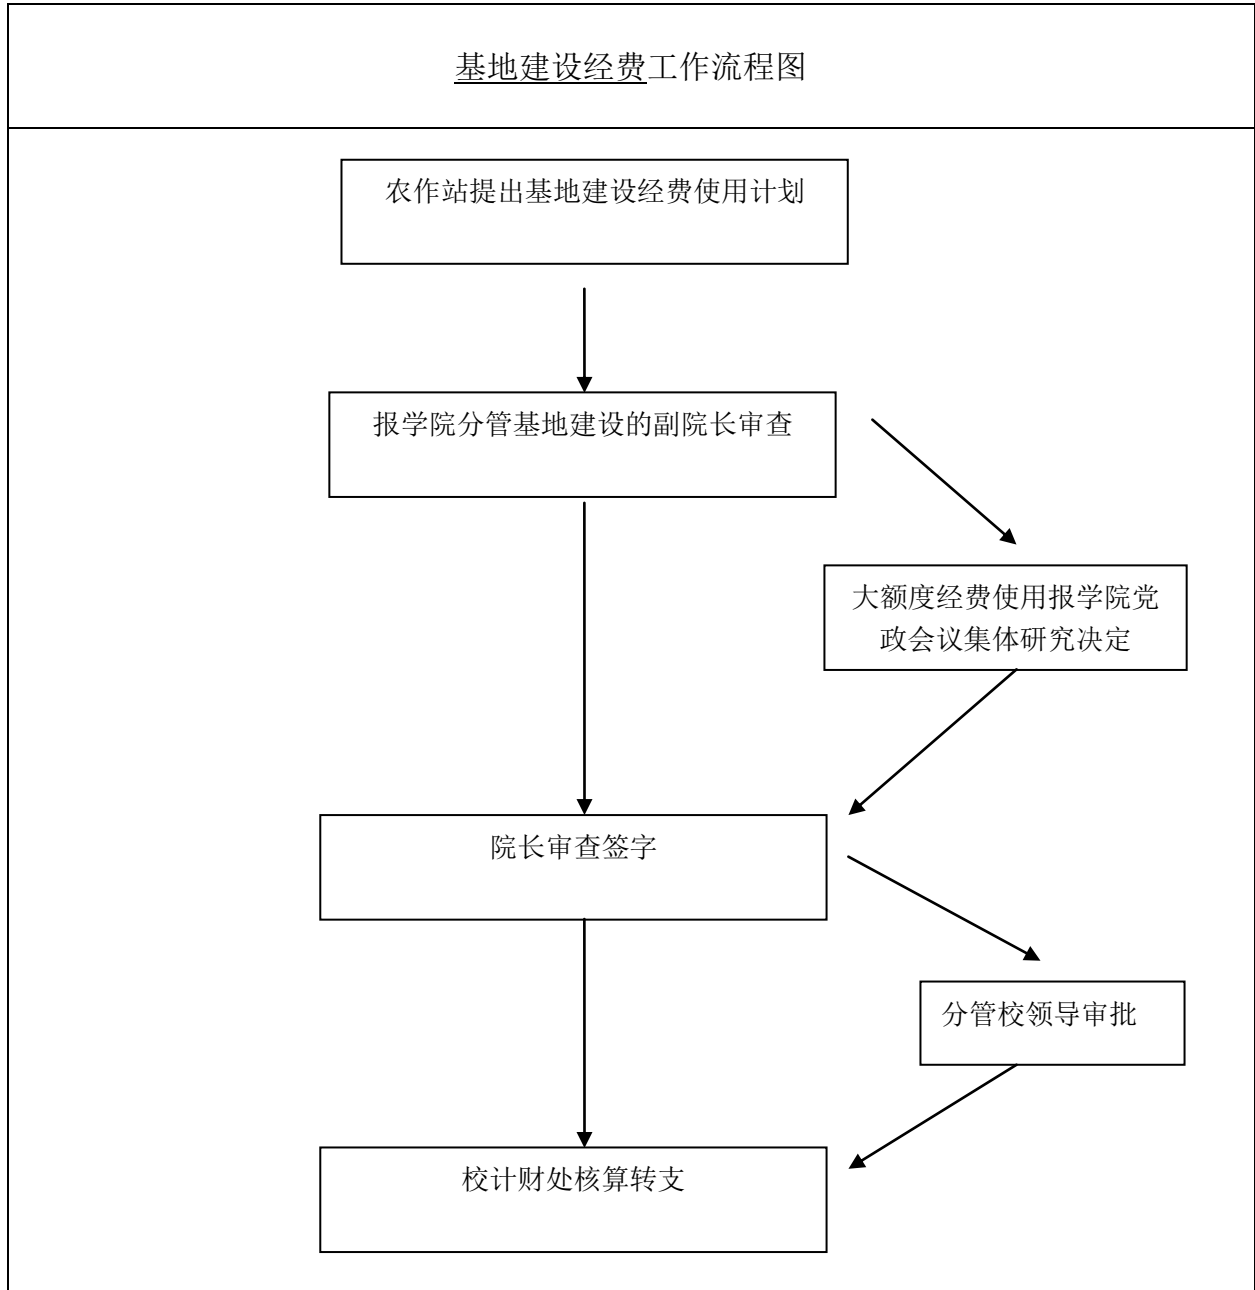 基地建设经费工作流程图
农作站提出基地建设经费使用计划
报学院分管基地建设的副院长审查
大额度经费使用报学院党
政会议集体研究决定
院长审查签字
分管校领导审批
校计财处核算转支